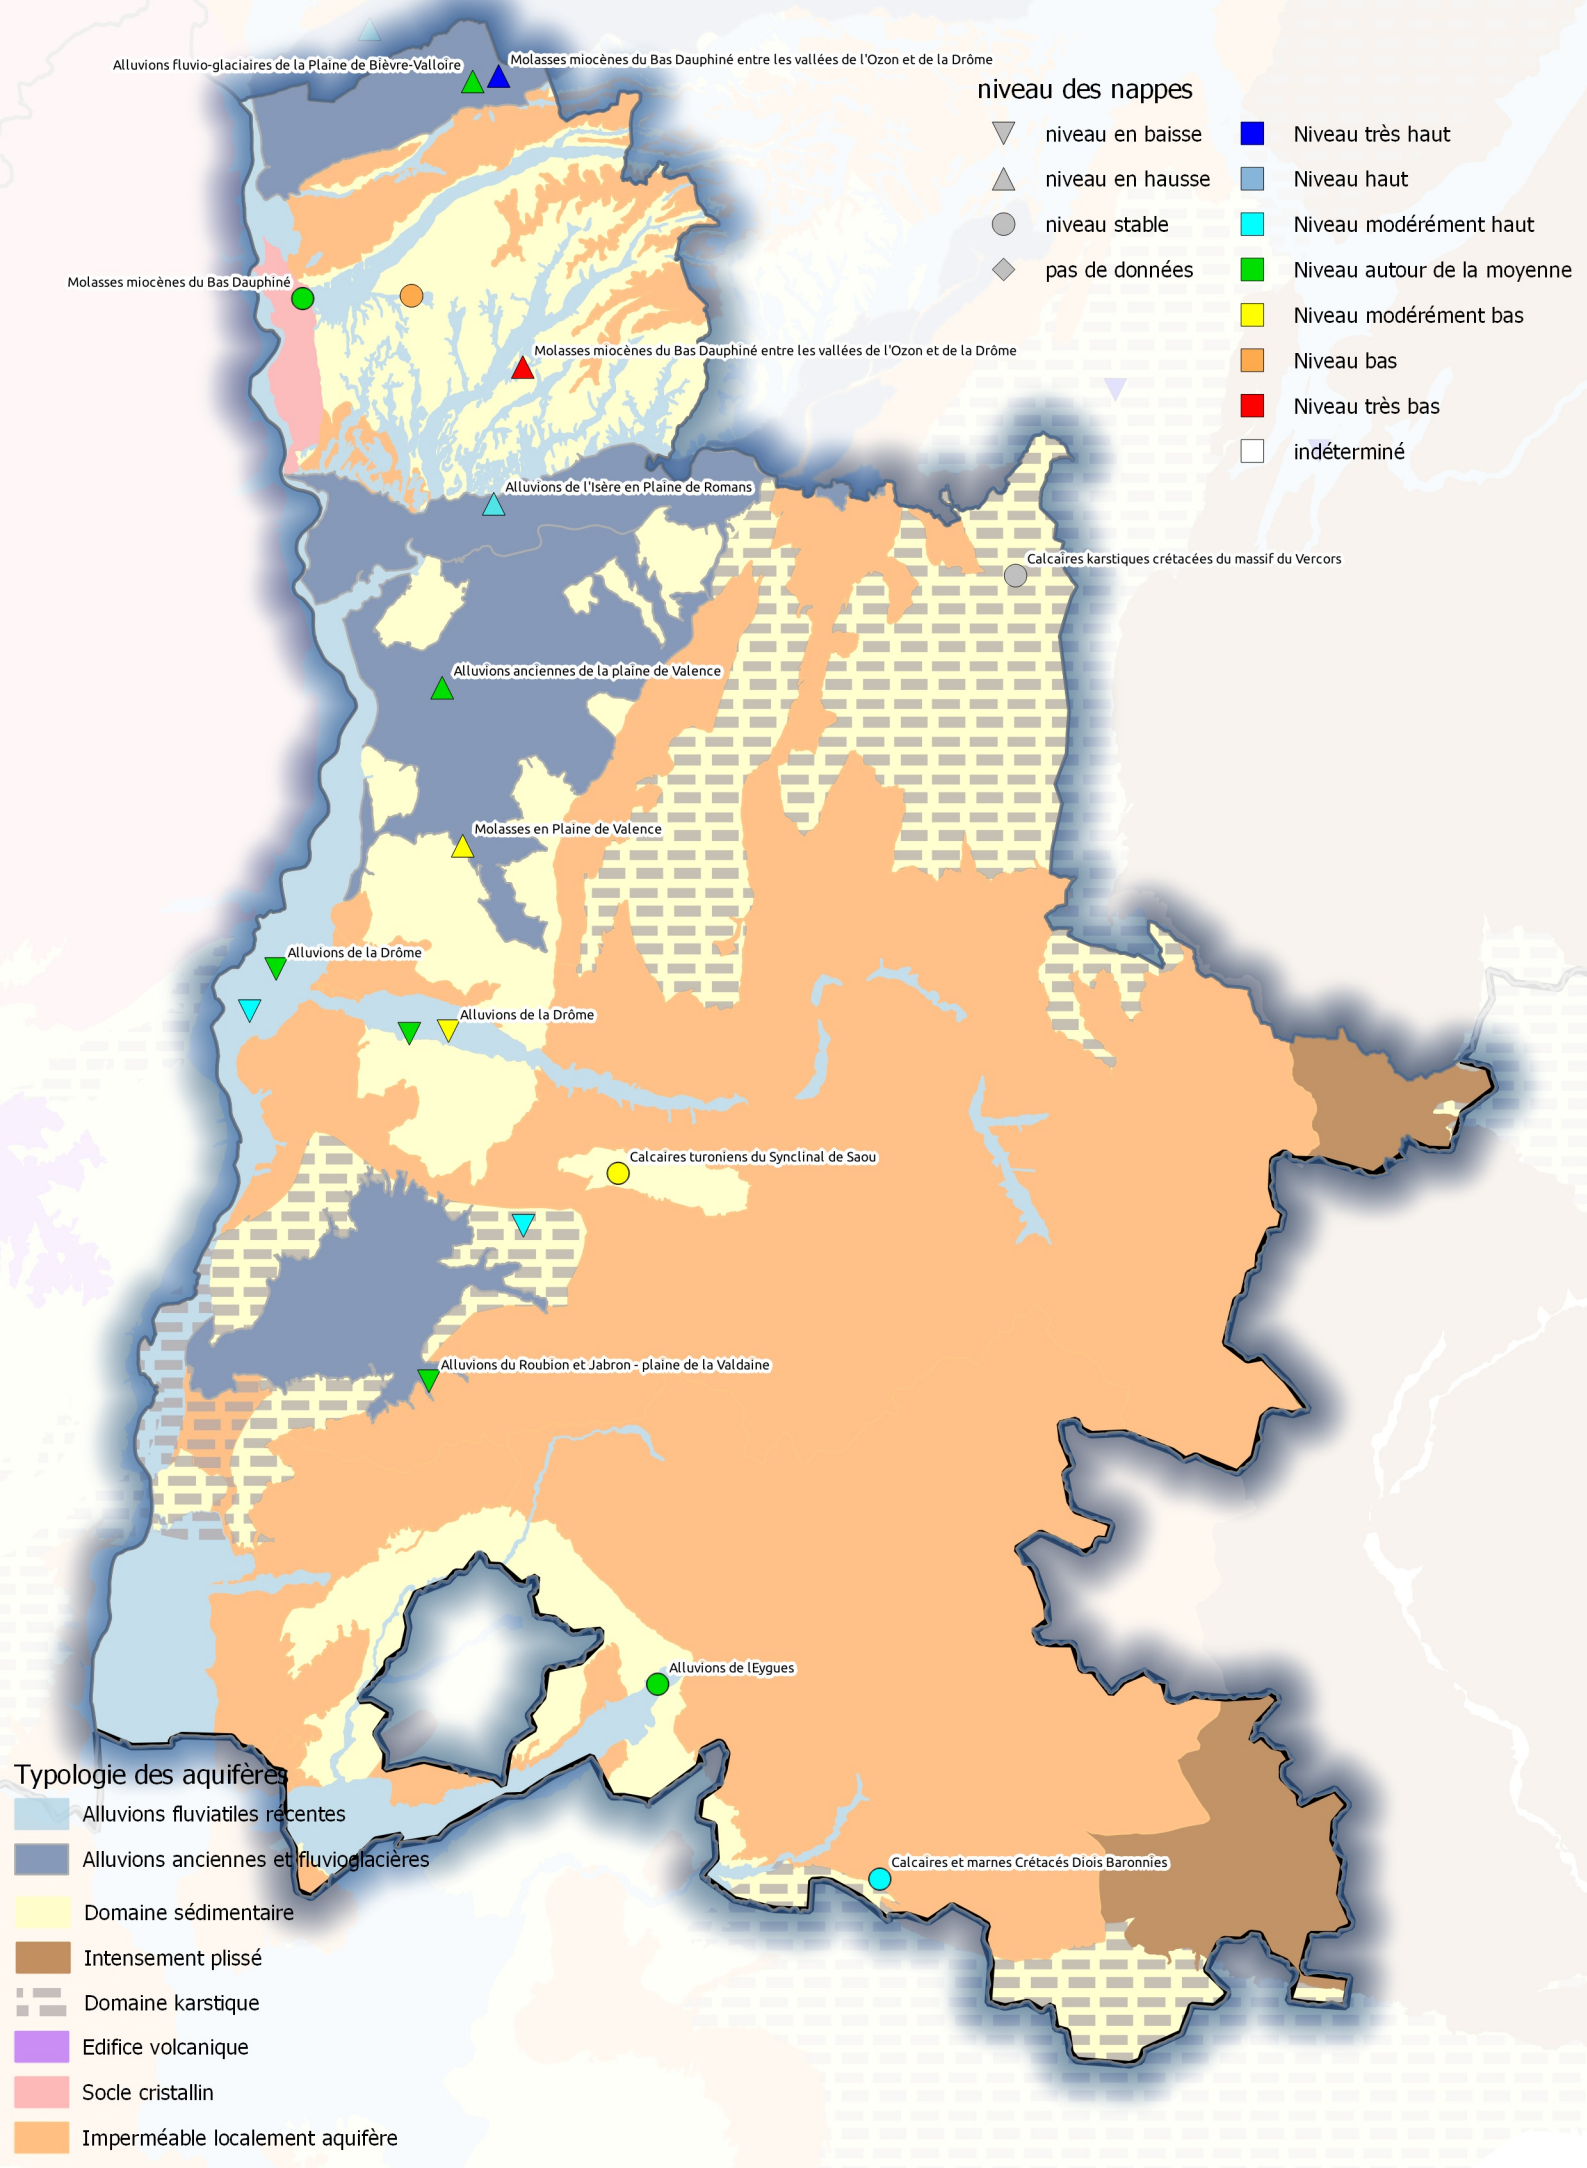 Alluvions fluvio-glaciaires de la Plaine de Bièvre-Valloire
Molasses miocènes du Bas Dauphiné entre les vallées de l'Ozon et de la Drôme
niveau des nappes
niveau en baisse
Niveau très haut
niveau en hausse
Niveau haut
niveau stable
Niveau modérément haut
pas de données
Niveau autour de la moyenne
Niveau modérément bas
Niveau bas
Niveau très bas
indéterminé
Molasses miocènes du Bas Dauphiné
Molasses miocènes du Bas Dauphiné entre les vallées de l'Ozon et de la Drôme
Alluvions de l'Isère en Plaine de Romans
Calcaires karstiques crétacées du massif du Vercors
Alluvions anciennes de la plaine de Valence
Molasses en Plaine de Valence
Alluvions de la Drôme
Alluvions de la Drôme
Calcaires turoniens du Synclinal de Saou
Alluvions du Roubion et Jabron - plaine de la Valdaine
Alluvions de lEygues
Calcaires et marnes Crétacés Diois Baronnies
Typologie des aquifères
Alluvions fluviatiles récentes
Alluvions anciennes et fluvioglacières
Domaine sédimentaire
Intensement plissé
Domaine karstique
Edifice volcanique
Socle cristallin
Imperméable localement aquifère